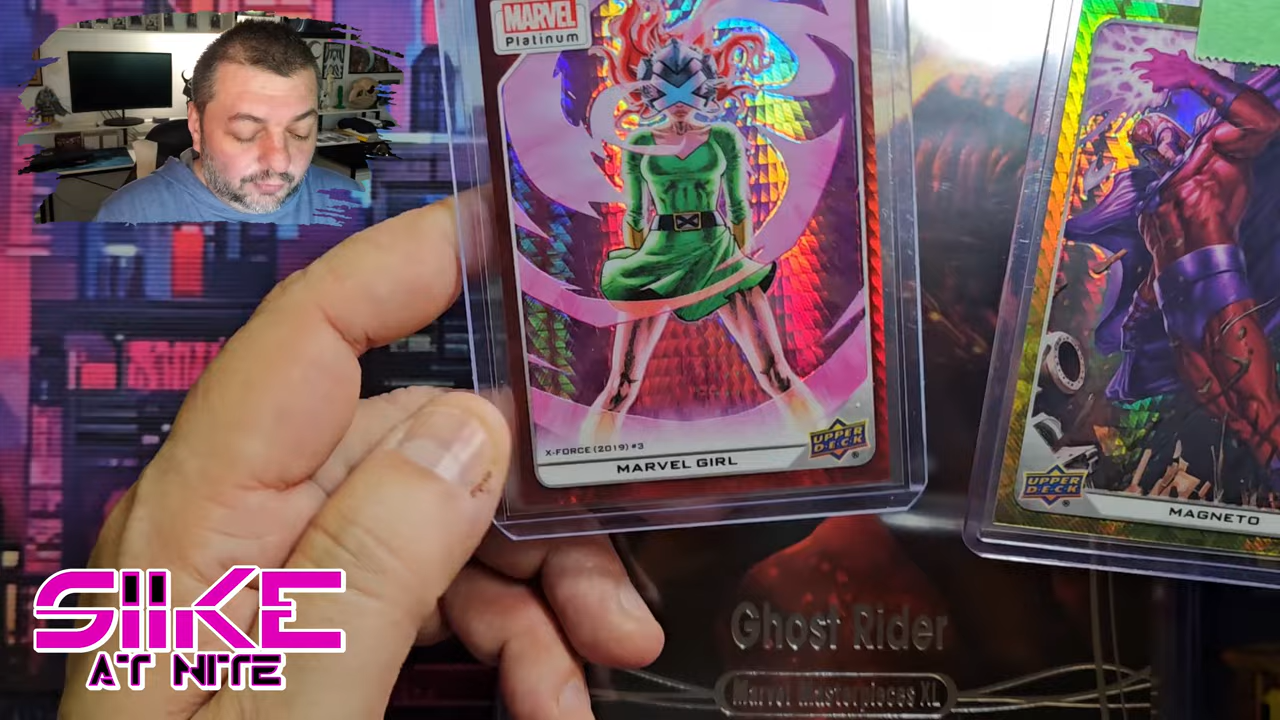 MARVEL
Platinum
X-FORCE (2019) #3
MARVEL GIRL
UPPER
DECK
®
UPPER
DECK
®
MAGNETO
Ghost Rider
Marvel Masterpieces XL
SIIKE
AT NITE